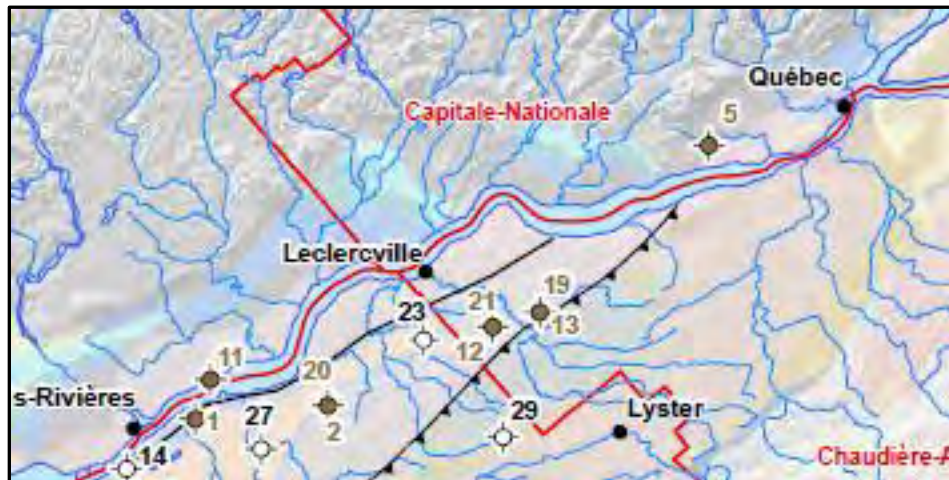 Québec
Capitale-Nationale
5
Leclercville
19
21
23
13
12
11
20
s-Rivières
29
Lyster
1
27
2
14
Chaudière-A